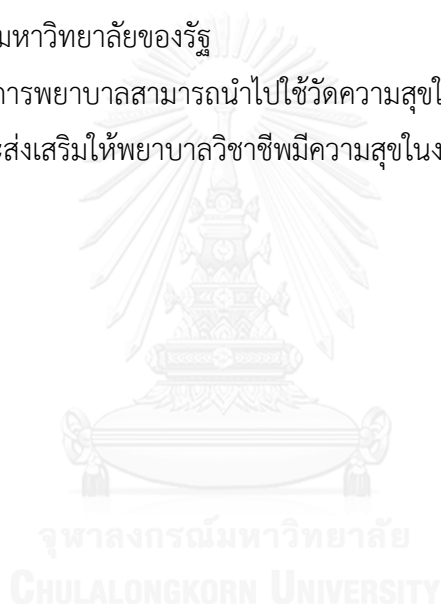 มหาวิทยาลัยของรัฐ
การพยาบาลสามารถนำไปใช้วัดความสุขใ
ะส่งเสริมให้พยาบาลวิชาชีพมีความสุขในง
จุฬาลงกรณ์มหาวิทยาลัย
CHULALONGKORN UNIVERSITY